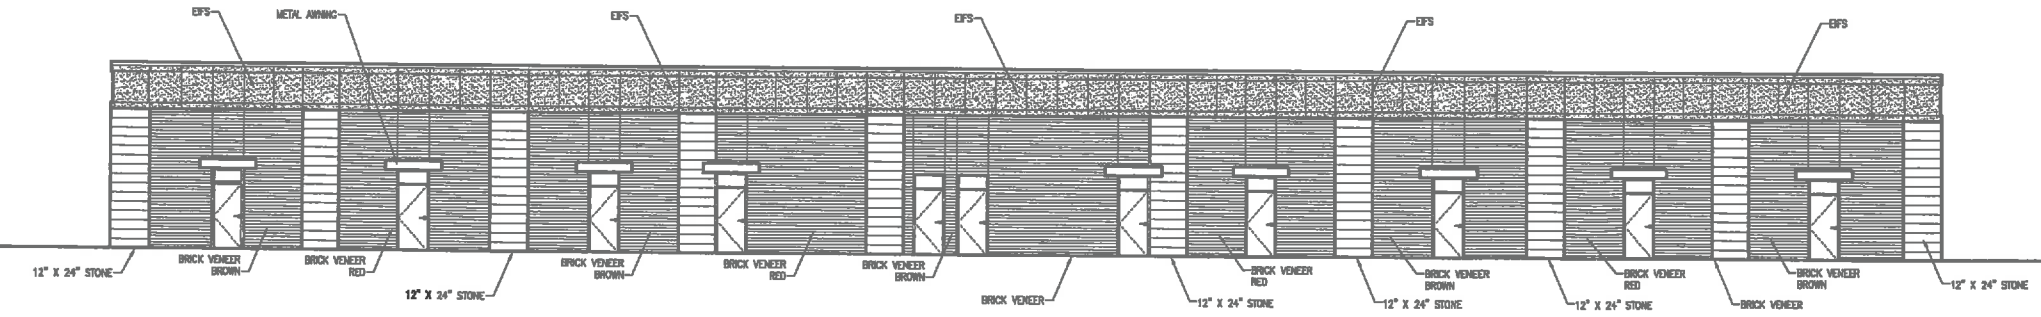 EIFS
METAL AWNING
EIFS
EIFS
EIFS
EIFS
12" X 24" STONE
BRICK VENEER
BROWN
BRICK VENEER
RED
12" X 24" STONE
BRICK VENEER
BROWN
BRICK VENEER
RED
BRICK VENEER
BROWN
BRICK VENEER
12" X 24" STONE
BRICK VENEER
RED
12" X 24" STONE
BRICK VENEER
BROWN
12" X 24" STONE
BRICK VENEER
RED
BRICK VENEER
BRICK VENEER
BROWN
12" X 24" STONE